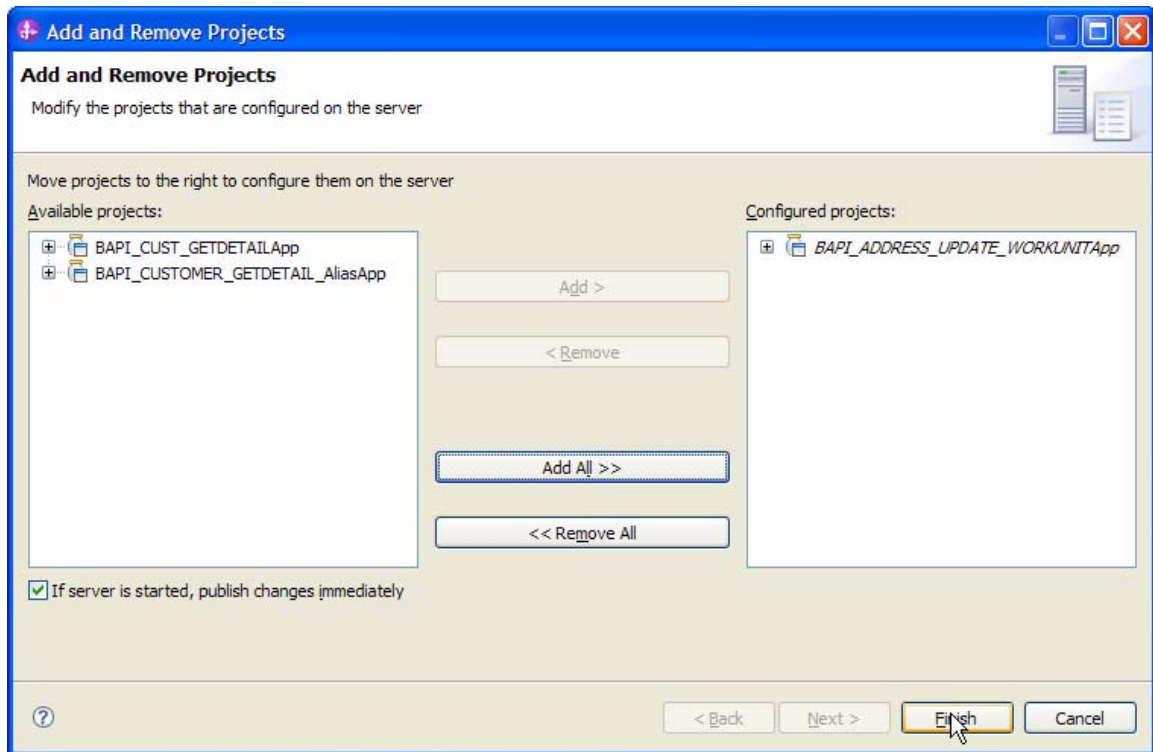 Add and Remove Projects
Add and Remove Projects
Modify the projects that are configured on the server
Move projects to the right to configure them on the server
Available projects:
Configured projects:
BAPI_CUST_GETDETAILApp
BAPI_CUSTOMER_GETDETAIL_AliasApp
BAPI_ADDRESS_UPDATE_WORKUNITApp
Add >
< Remove
Add All >>
<< Remove All
If server is started, publish changes immediately
?
< Back
Next >
Finish
Cancel